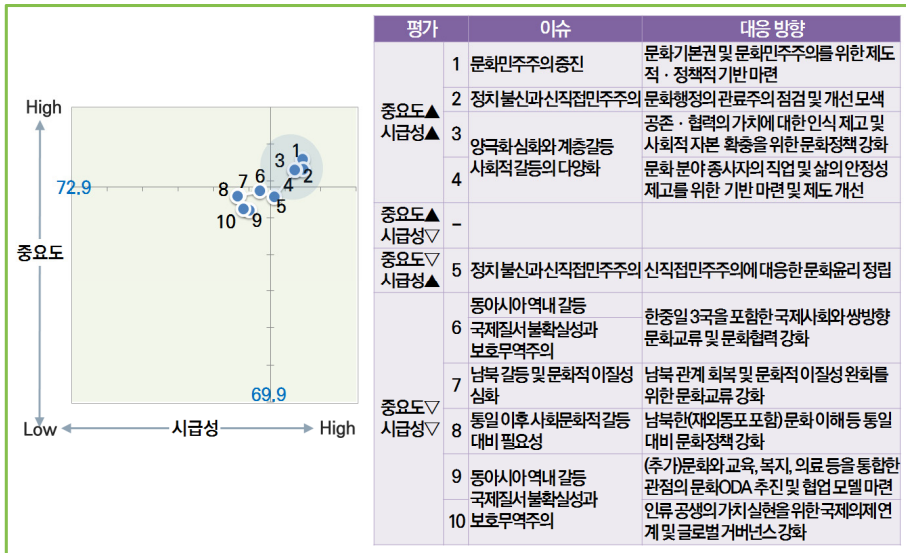 High
72.9
중요도
Low
시급성
High
69.9
1
2
3
4
5
6
7
8
9
10
평가 이슈 대응 방향
중요도▲
시급성▲
1 문화민주주의 증진
문화기본권 및 문화민주주의를 위한 제도
적·정책적 기반 마련
2 정치 불신과 신직접민주주의 문화행정의 관료주의 점검 및 개선 모색
3
양극화 심화와 계층갈등
사회적 갈등의 다양화
공존·협력의 가치에 대한 인식 제고 및
사회적 자본 확충을 위한 문화정책 강화
4
문화 분야 종사자의 직업 및 삶의 안정성
제고를 위한 기반 마련 및 제도 개선
중요도▲
시급성▽
-
중요도▽
시급성▲
5 정치 불신과 신직접민주주의 신직접민주주의에 대응한 문화윤리 정립
중요도▽
시급성▽
6
동아시아 역내 갈등
국제질서 불확실성과
보호무역주의
한중일 3국을 포함한 국제사회와 쌍방향
문화교류 및 문화협력 강화
7
남북 갈등 및 문화적 이질성
심화
남북 관계 회복 및 문화적 이질성 완화를
위한 문화교류 강화
8
통일 이후 사회문화적 갈등
대비 필요성
남북한(재외동포 포함) 문화 이해 등 통일
대비 문화정책 강화
9
동아시아 역내 갈등
국제질서 불확실성과
보호무역주의
(추가)문화와 교육, 복지, 의료 등을 통합한
관점의 문화ODA 추진 및 협업 모델 마련
10
인류 공생의 가치 실현을 위한 국제의제 연
계 및 글로벌 거버넌스 강화